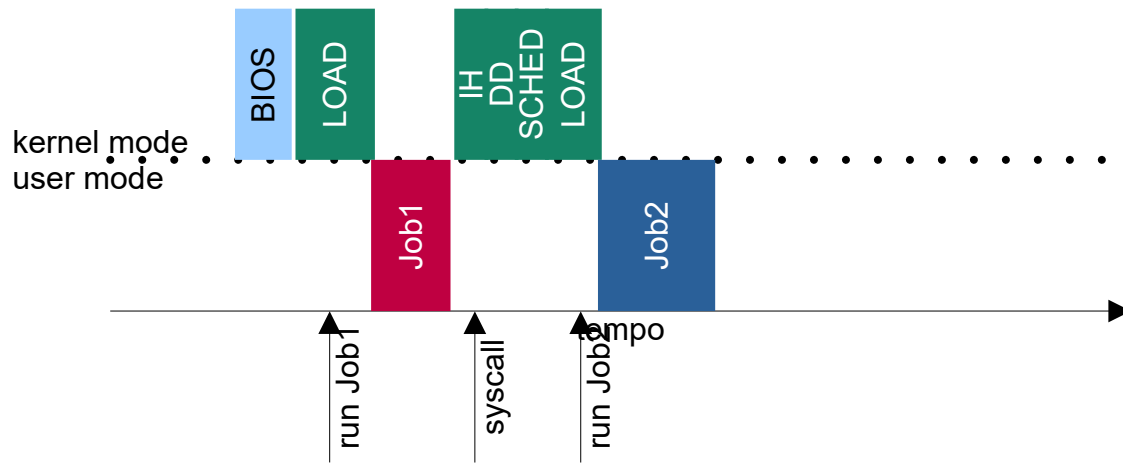 BIOS
LOAD
IH
DD
SCHED
LOAD
kernel mode
user mode
Job1
Job2
tempo
run Job1
syscall
run Job2